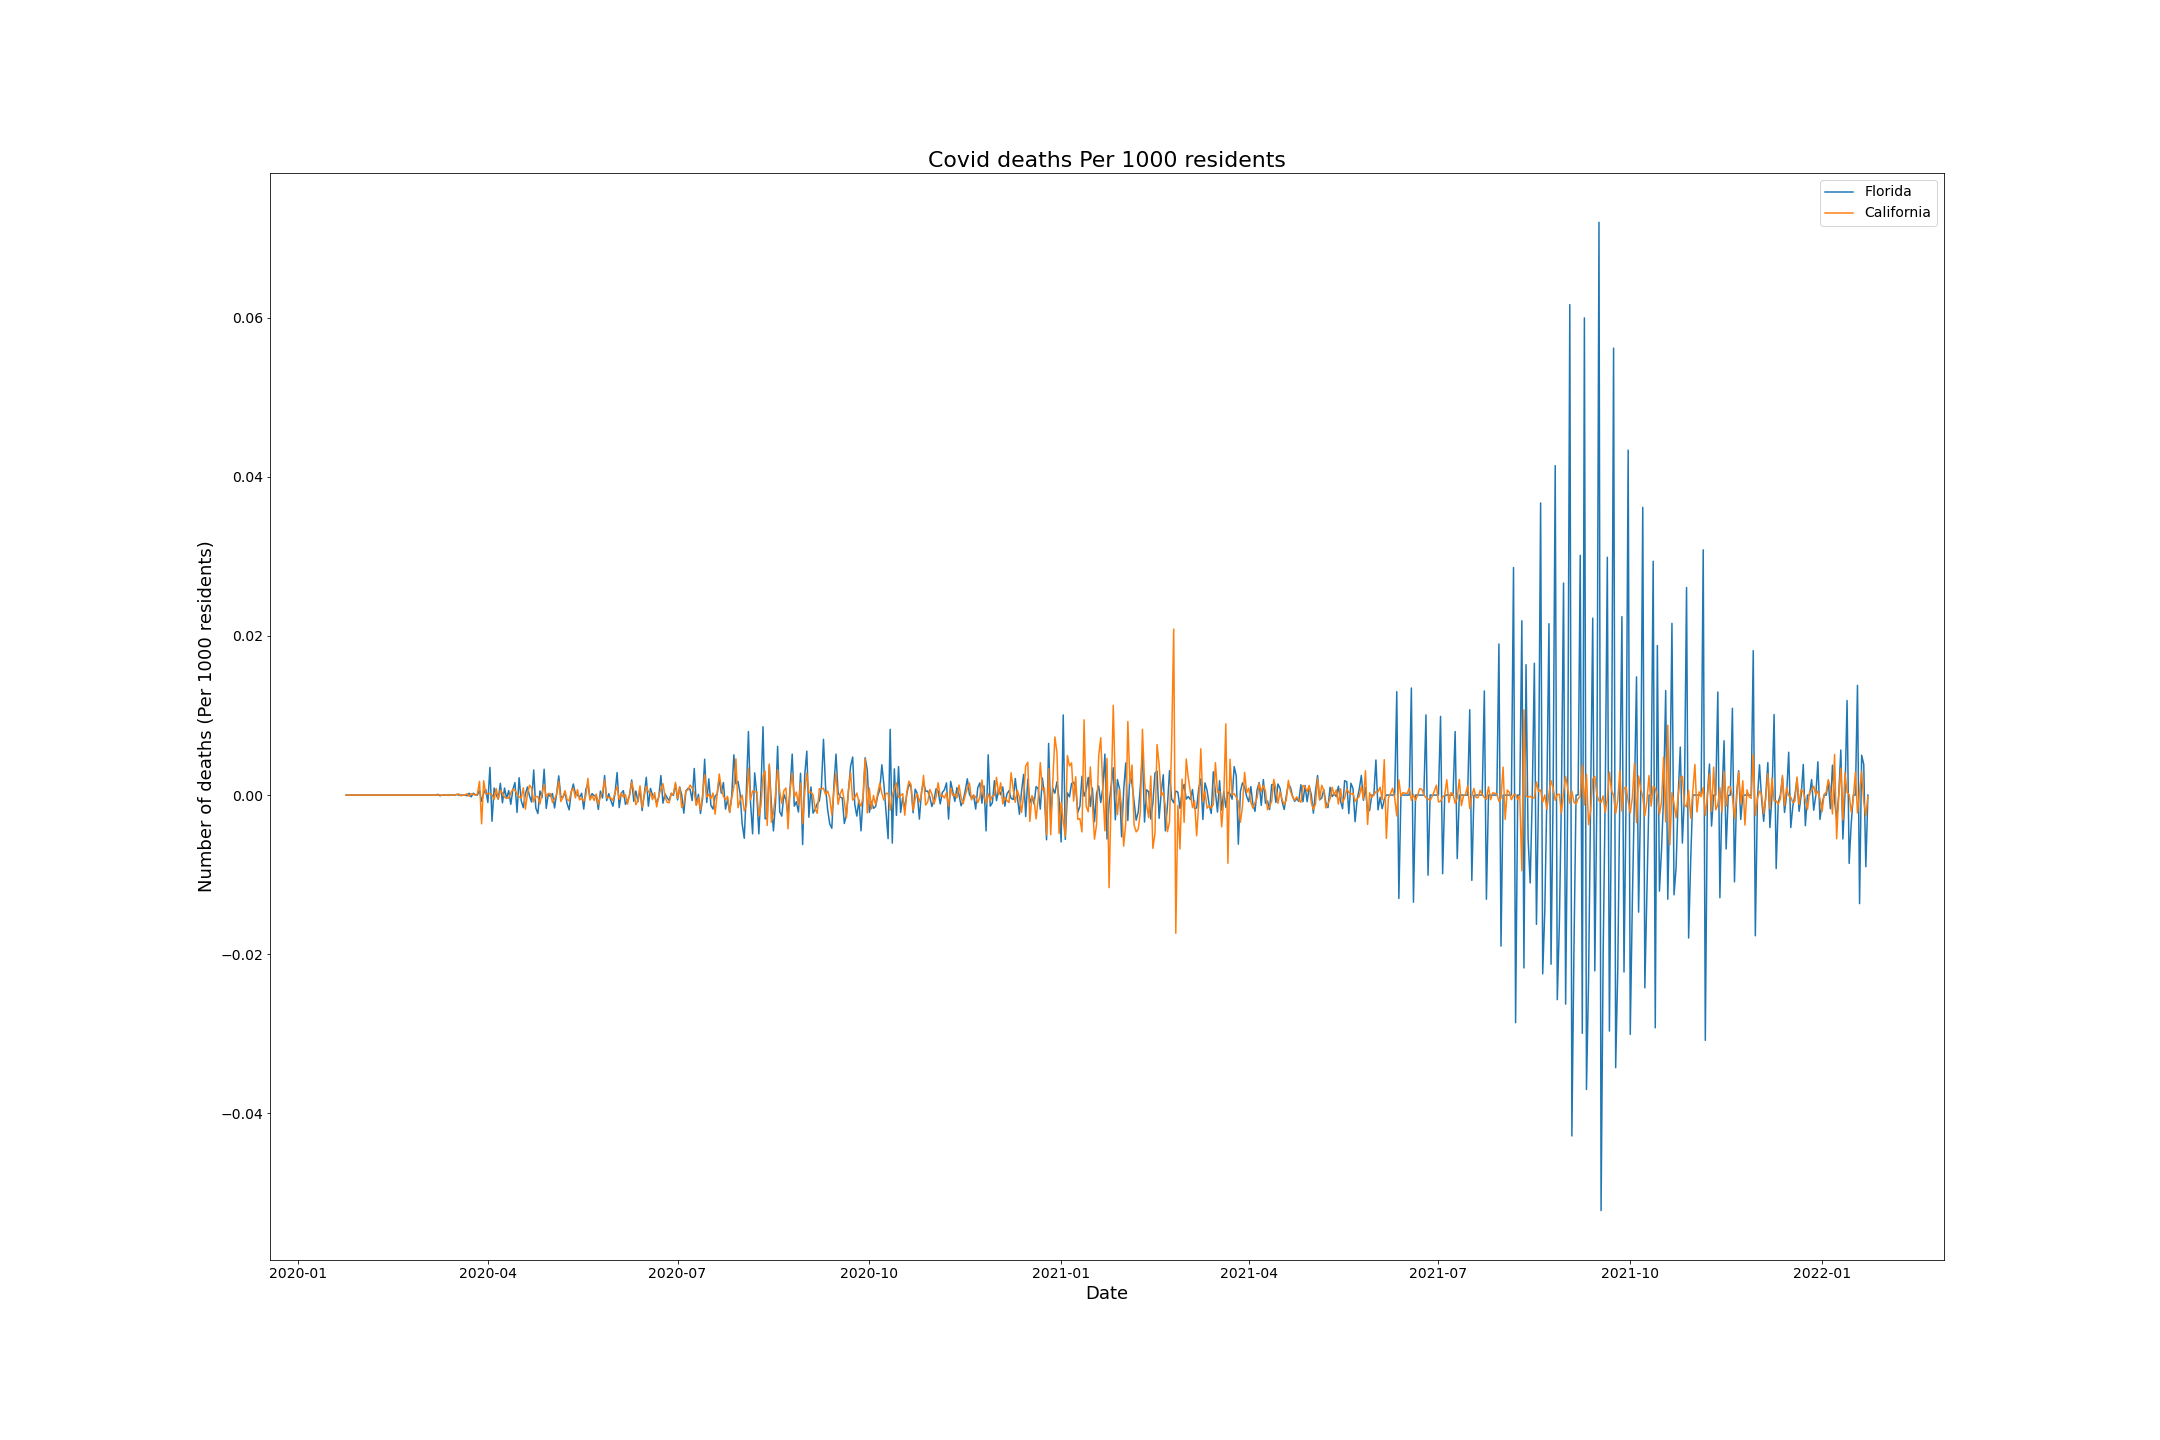 Covid deaths Per 1000 residents
Florida
California
Number of deaths (Per 1000 residents)
0.06
0.04
0.02
0.00
−0.02
−0.04
2020-01 2020-04 2020-07 2020-10 2021-01 2021-04 2021-07 2021-10 2022-01
Date